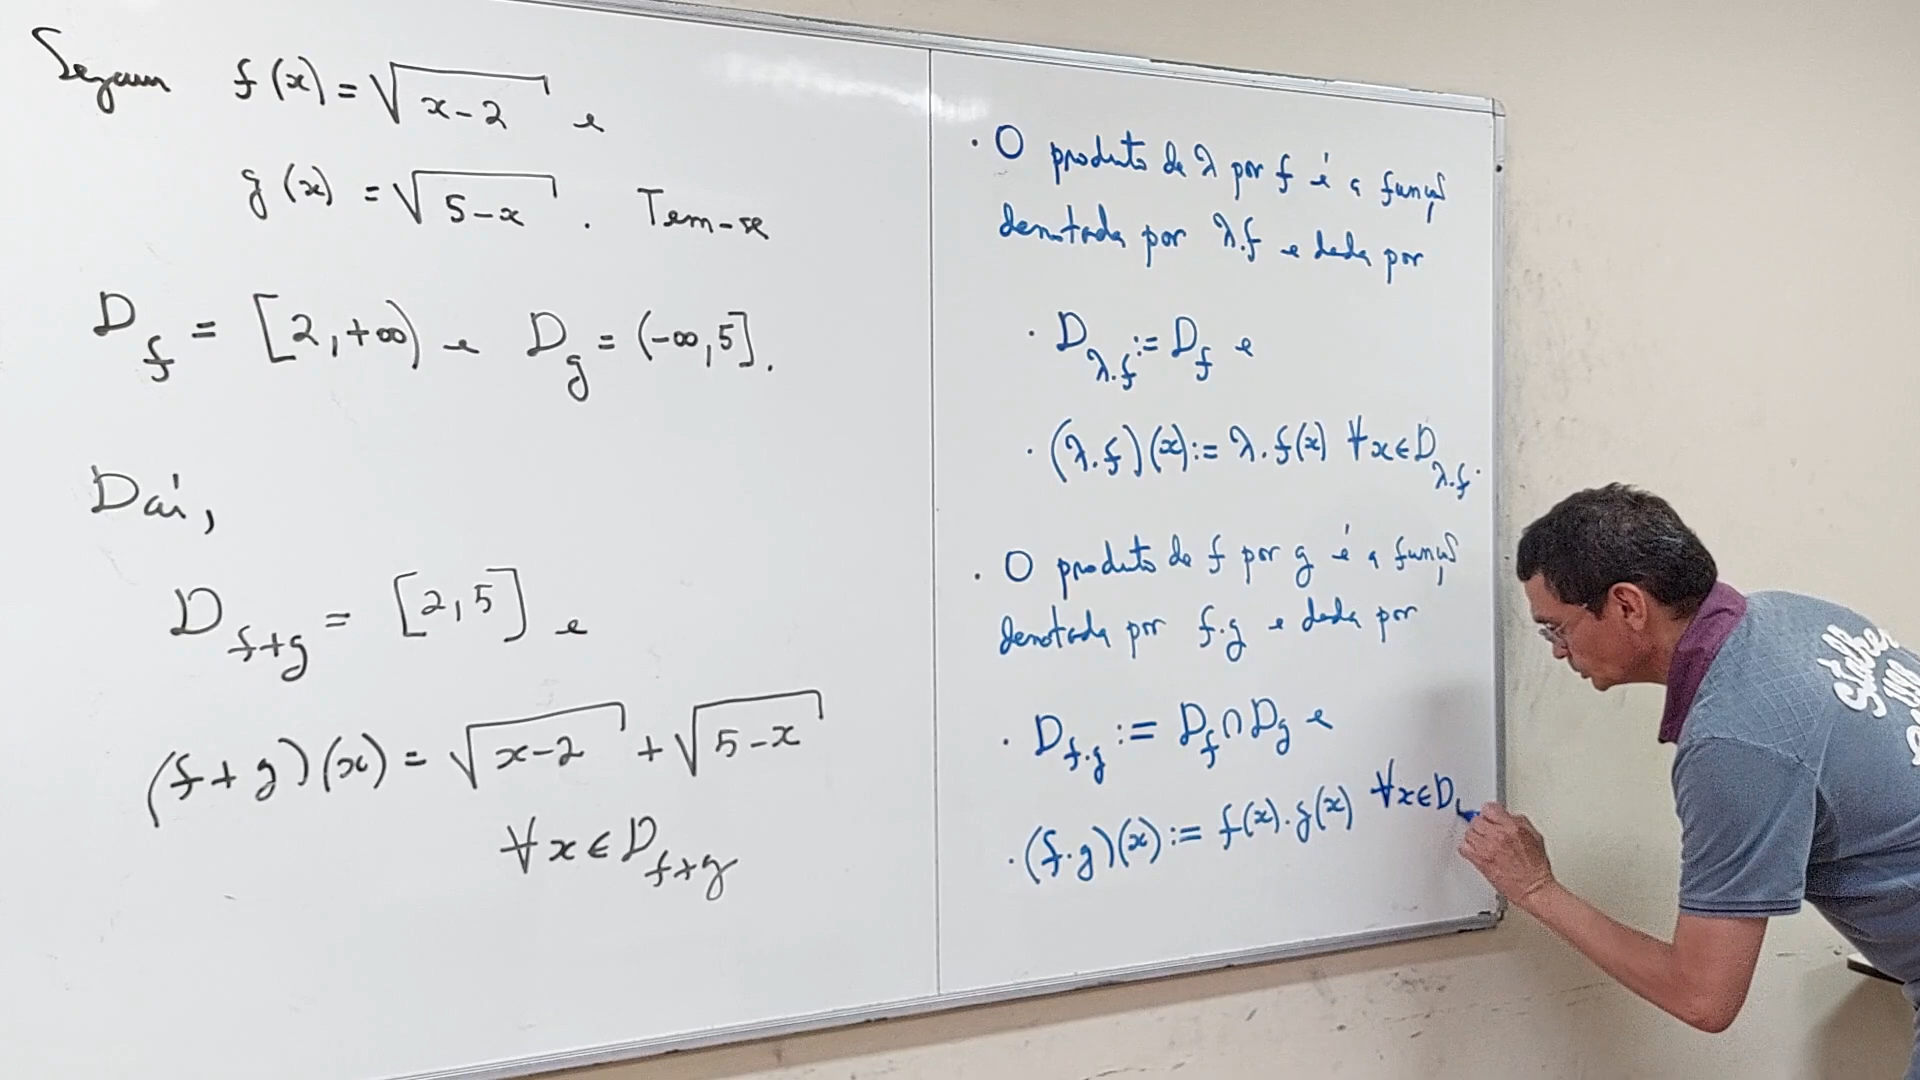 Sejam f(x) = √(x-2) e
g(x) = √(5-x). Tem-se
D_f = [2,+∞) e D_g = (-∞,5].
Daí,
D_{f+g} = [2,5] e
(f+g)(x) = √(x-2) + √(5-x)
∀x∈D_{f+g}
· O produto de λ por f é a função
denotada por λ.f e dada por
· D_{λ.f} := D_f e
· (λ.f)(x) := λ.f(x) ∀x∈D_{λ.f}.
· O produto de f por g é a função
denotada por f.g e dada por
· D_{f.g} := D_f ∩ D_g e
· (f.g)(x) := f(x).g(x) ∀x∈D